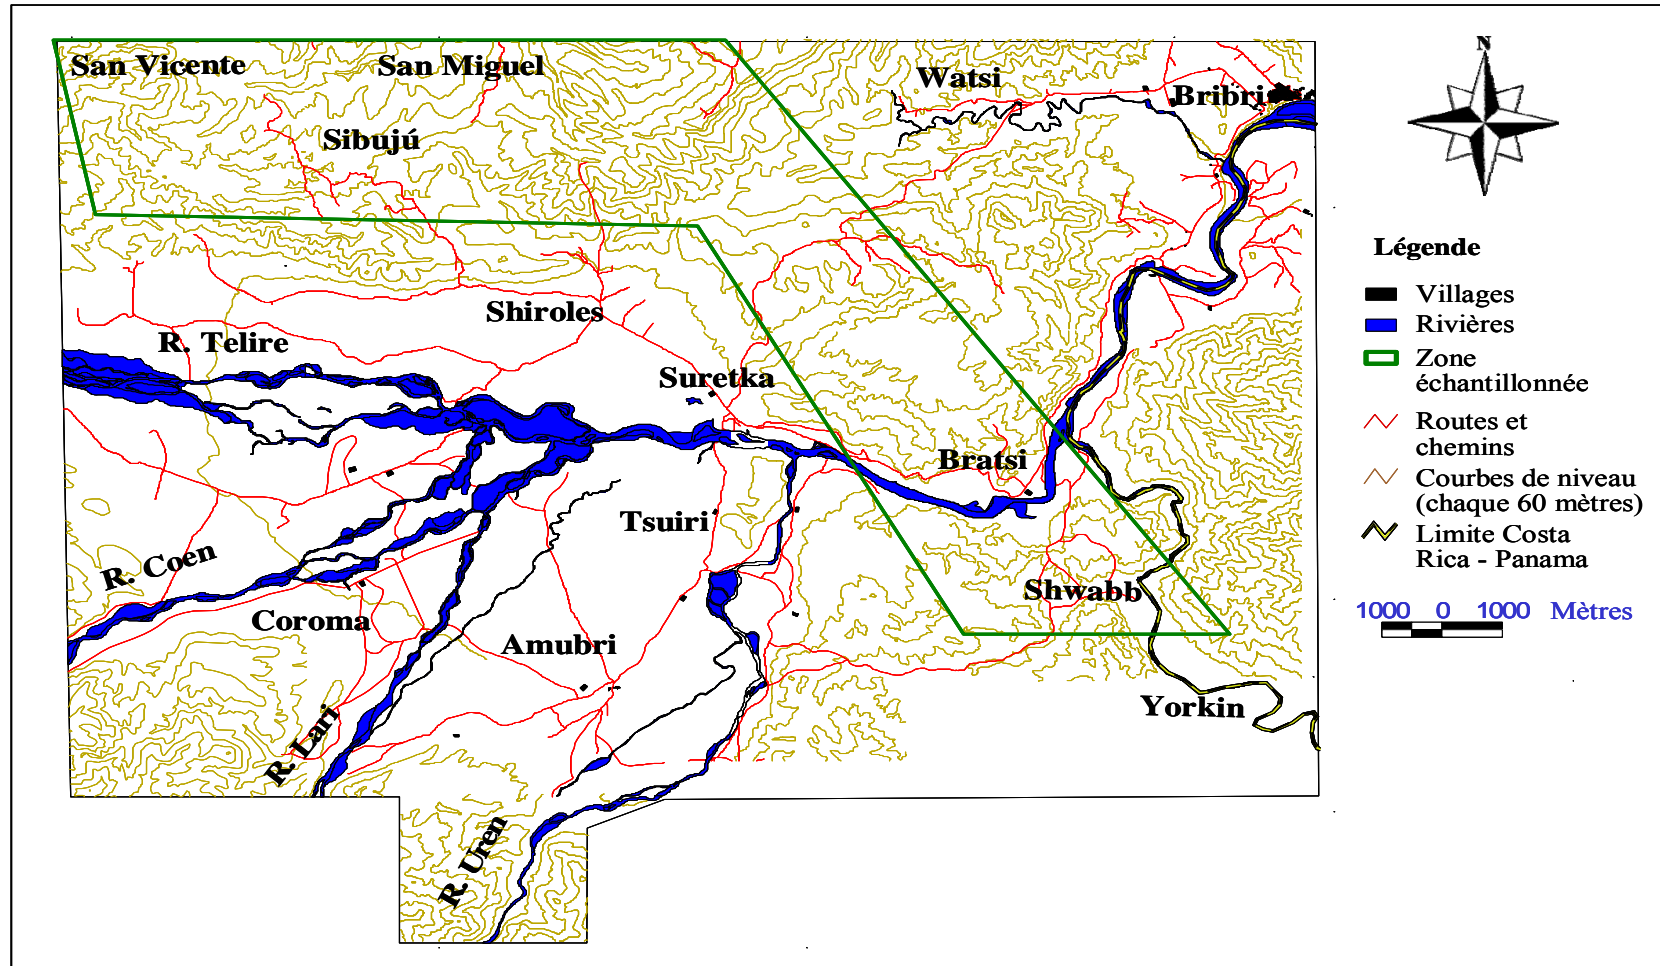 San Vicente
San Miguel
Watsi
Bribri
Sibujú
Shiroles
R. Telire
Suretka
Bratsi
Tsuiri
R. Coen
Shwabb
Coroma
Amubri
Yorkin
R. Lari
R. Uren
N
Légende
Villages
Rivières
Zone
échantillonnée
Routes et
chemins
Courbes de niveau
(chaque 60 mètres)
Limite Costa
Rica - Panama
1000 0 1000 Mètres